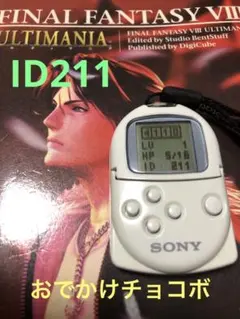 FINAL FANTASY VIII
ULTIMANIA
FINAL FANTASY VIII ULTIMANIA
Edited by Studio BentStuff
Published by DigiCube
ID211
LV 1
HP 6/16
ID 211
SONY
おでかけチョコボ